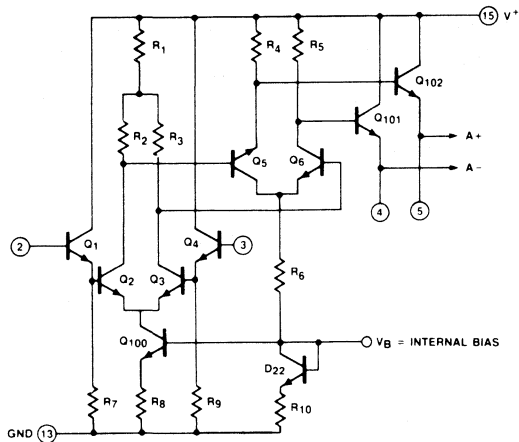 15 V+
R1
R4
R5
Q102
Q101
R2
R3
A+
Q5
Q6
A−
4
5
2
Q1
Q4
3
Q2
Q3
R6
Q100
VB = INTERNAL BIAS
D22
R7
R8
R9
R10
GND 13